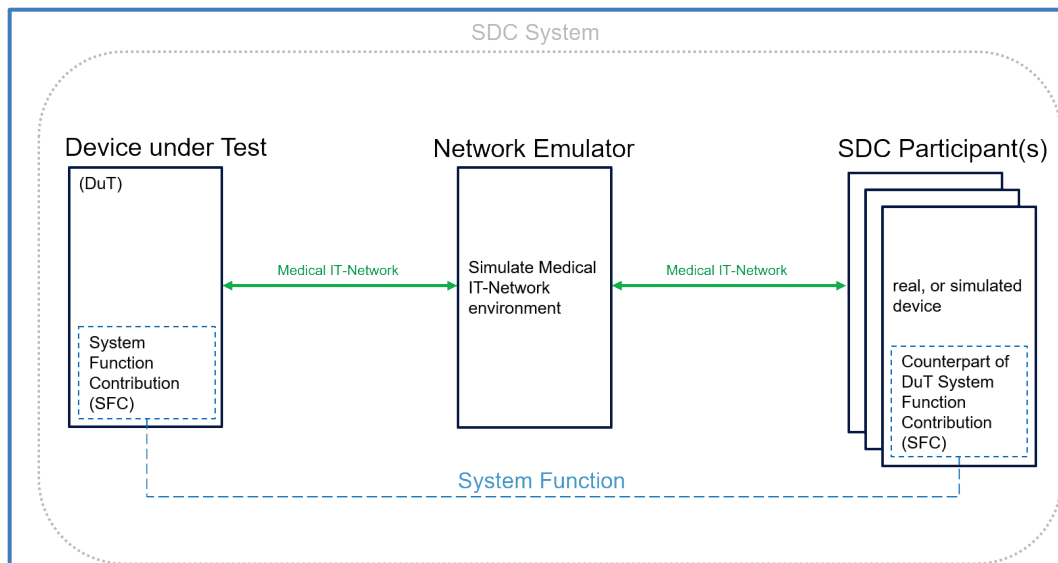 SDC System
Device under Test
(DuT)
System
Function
Contribution
(SFC)
Medical IT-Network
Network Emulator
Simulate Medical
IT-Network
environment
Medical IT-Network
SDC Participant(s)
real, or simulated
device
Counterpart of
DuT System
Function
Contribution
(SFC)
System Function